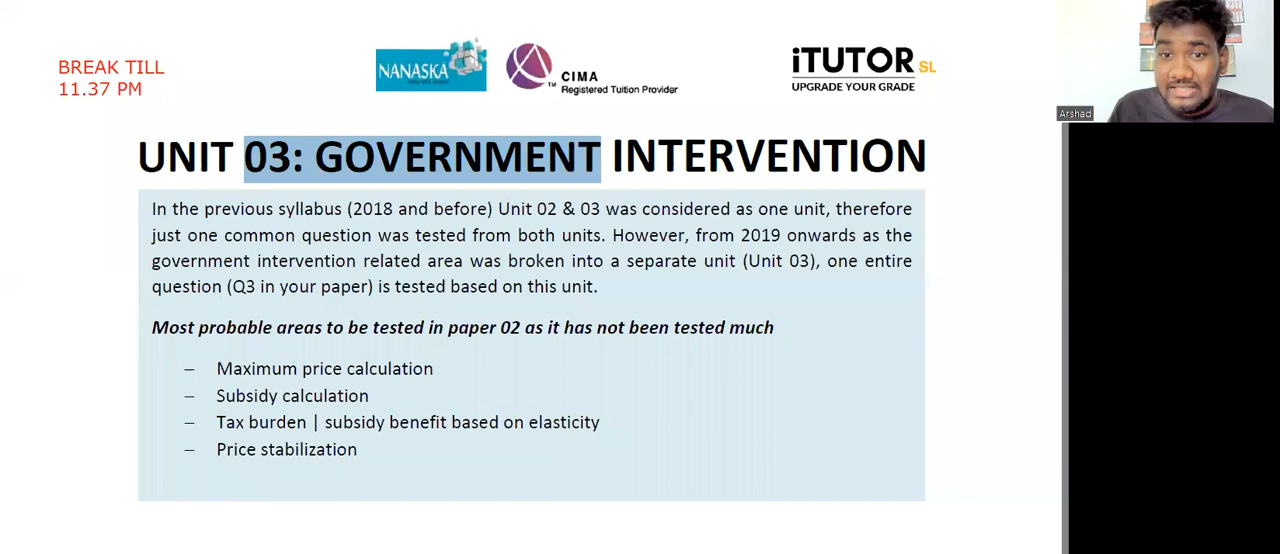 BREAK TILL
11.37 PM
NANASKA
CIMA
Registered Tuition Provider
iTUTOR SL
UPGRADE YOUR GRADE
Arshad
UNIT 03: GOVERNMENT INTERVENTION
In the previous syllabus (2018 and before) Unit 02 & 03 was considered as one unit, therefore
just one common question was tested from both units. However, from 2019 onwards as the
government intervention related area was broken into a separate unit (Unit 03), one entire
question (Q3 in your paper) is tested based on this unit.
Most probable areas to be tested in paper 02 as it has not been tested much
– Maximum price calculation
– Subsidy calculation
– Tax burden | subsidy benefit based on elasticity
– Price stabilization